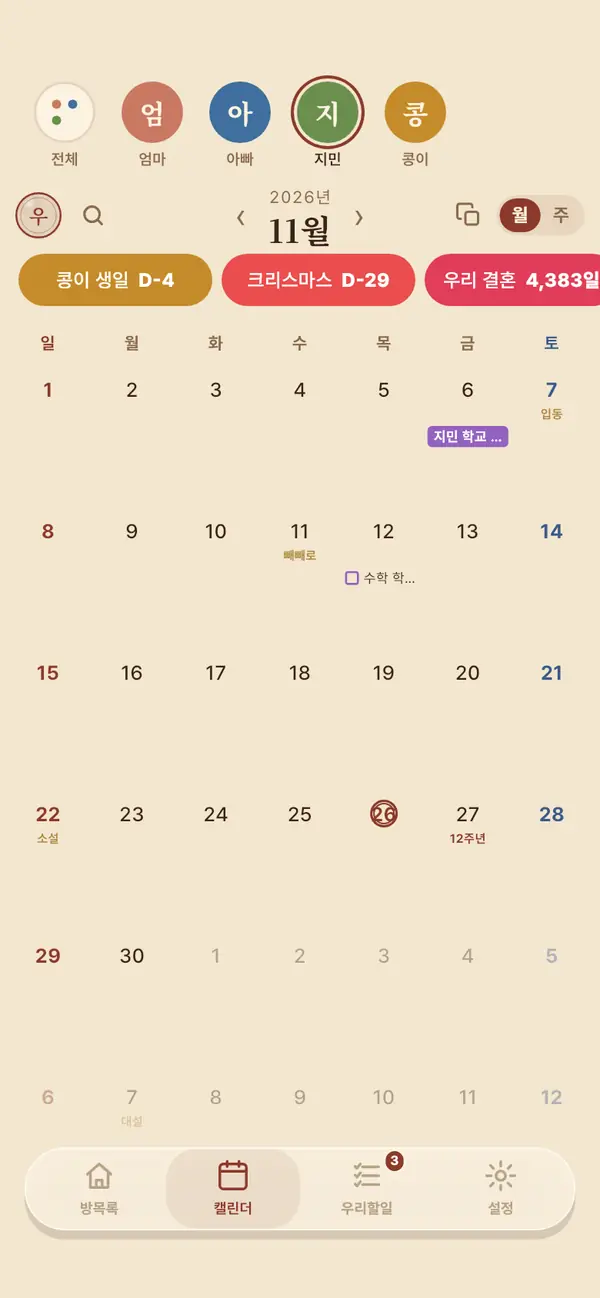 엄 아 지 콩
전체 엄마 아빠 지민 콩이
2026년
우 ‹ 11월 › 월 주
콩이 생일 D-4 크리스마스 D-29 우리 결혼 4,383일
일 월 화 수 목 금 토
1 2 3 4 5 6 7
입동
지민 학교 ...
8 9 10 11 12 13 14
빼빼로
수학 학...
15 16 17 18 19 20 21
22 23 24 25 26 27 28
소설 12주년
29 30 1 2 3 4 5
6 7 8 9 10 11 12
대설
3
방목록 캘린더 우리할일 설정